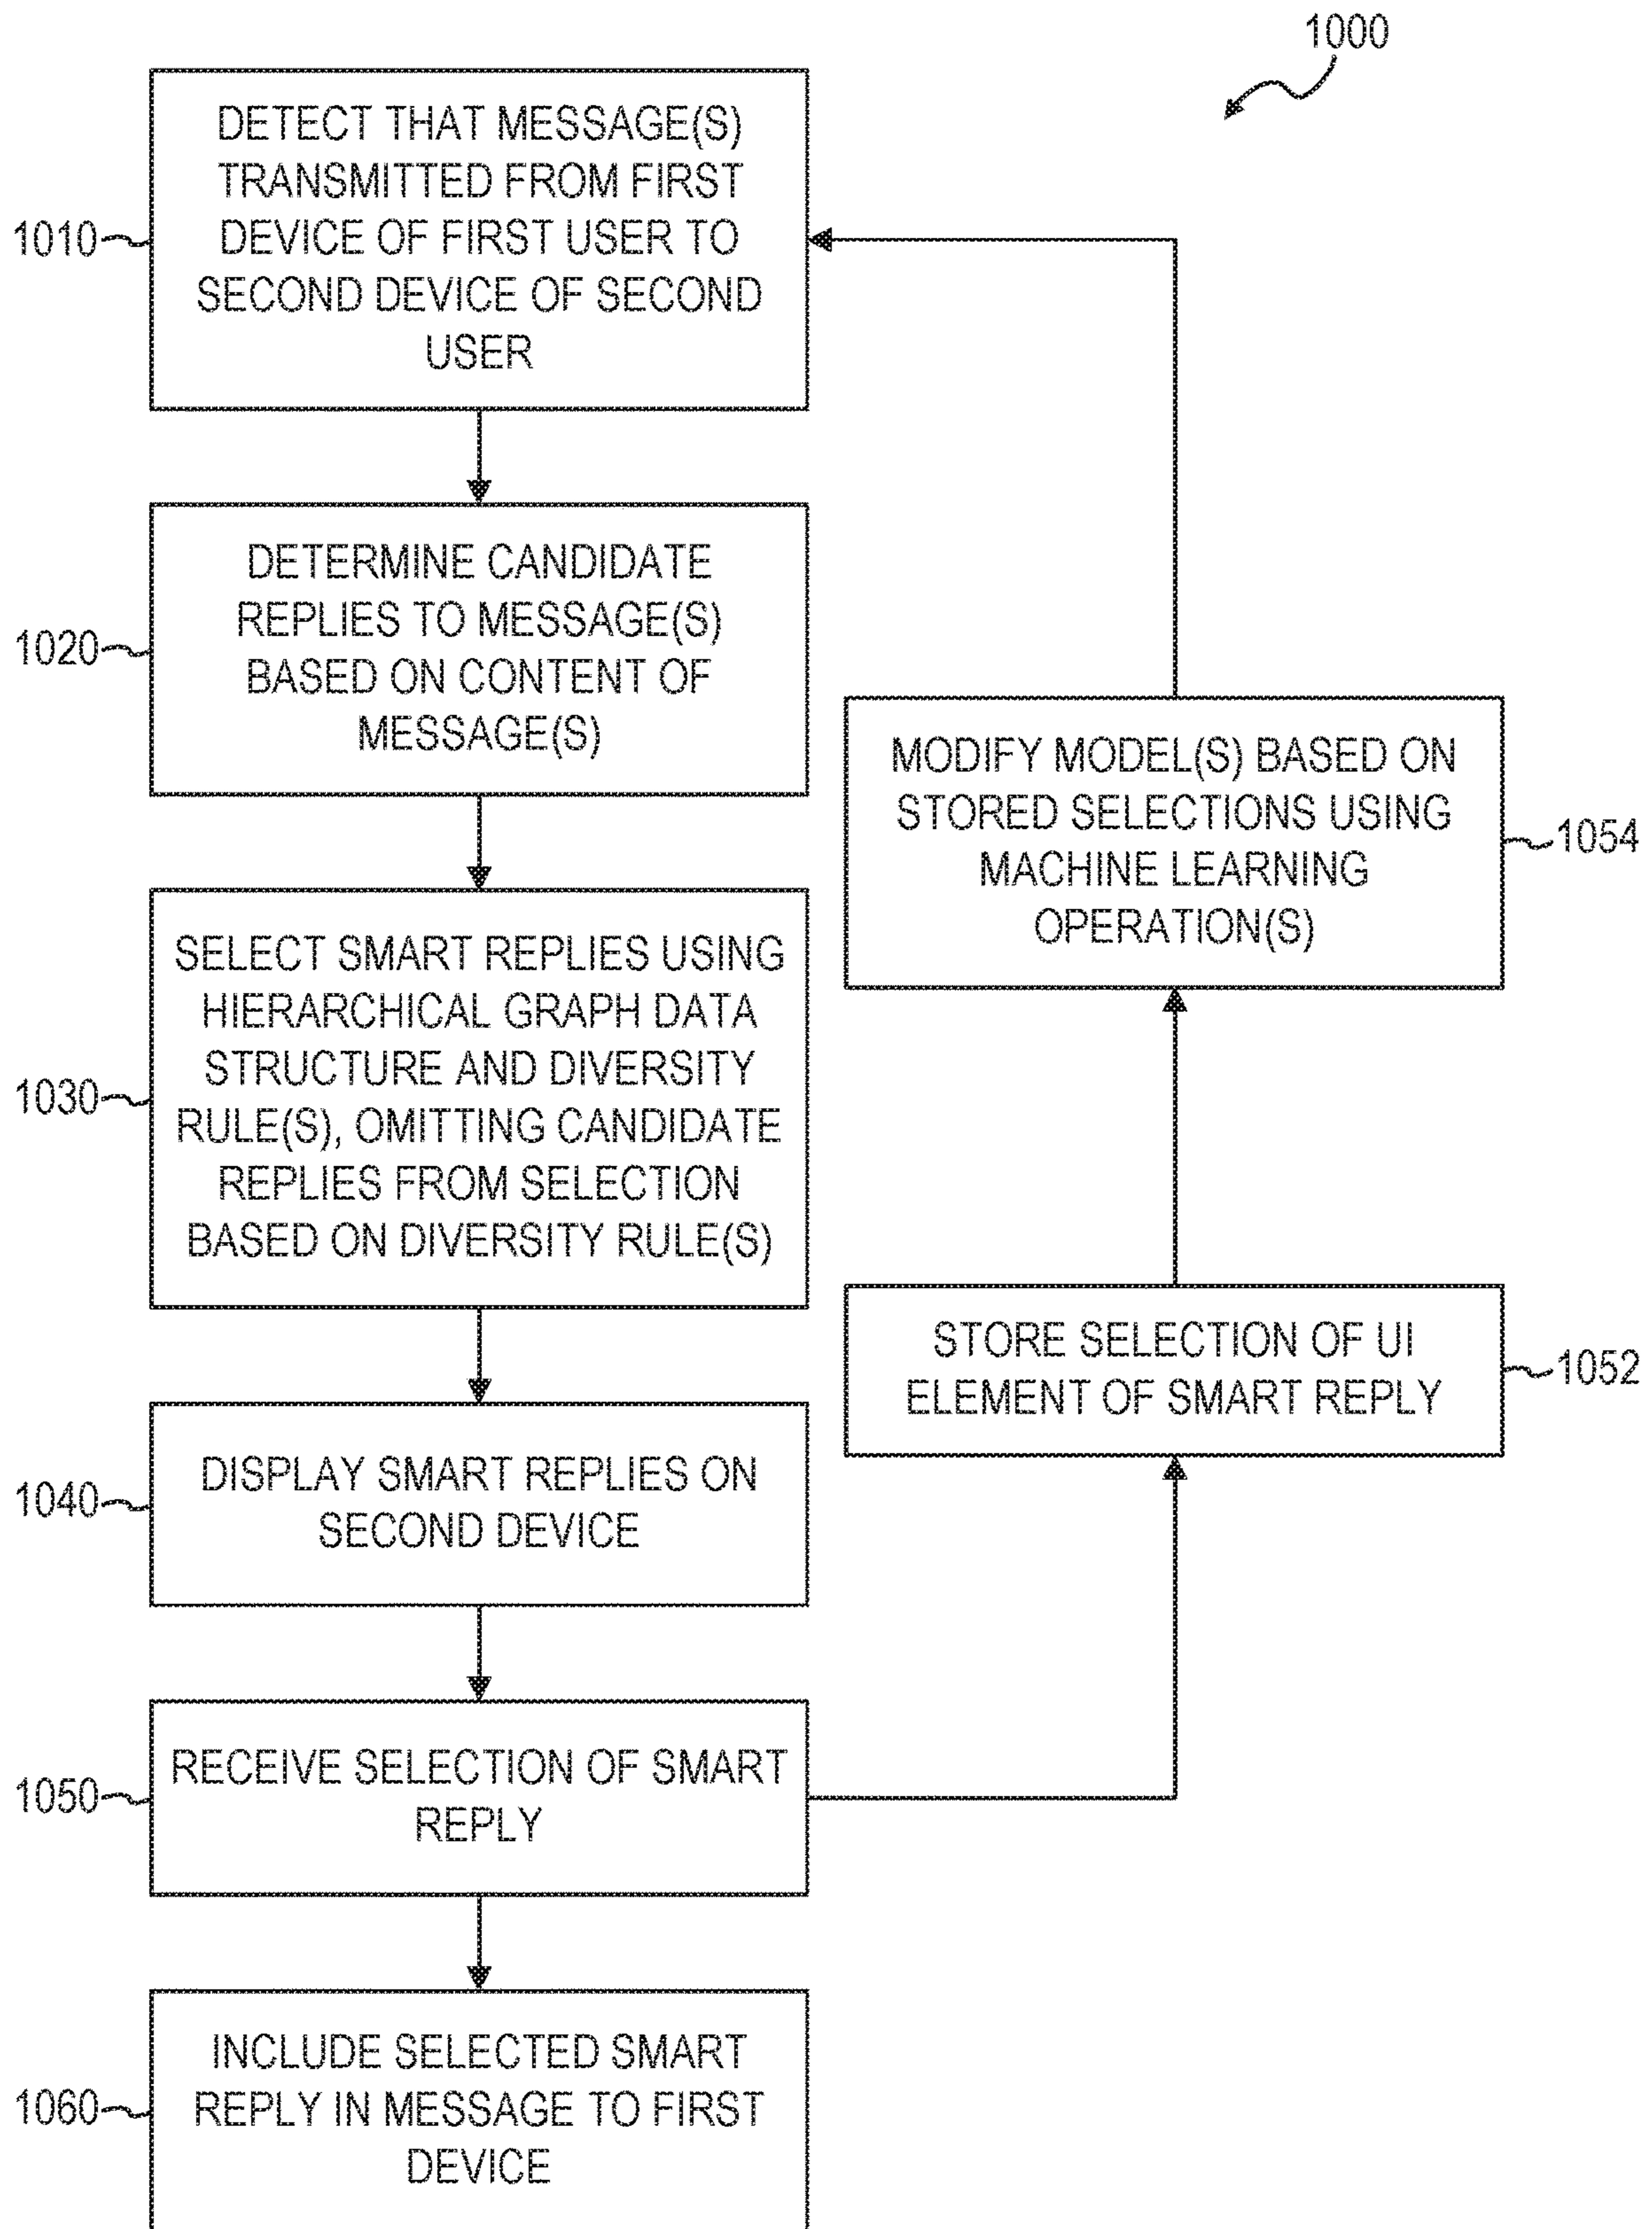 1000
DETECT THAT MESSAGE(S)
TRANSMITTED FROM FIRST
DEVICE OF FIRST USER TO
SECOND DEVICE OF SECOND
USER
1010
DETERMINE CANDIDATE
REPLIES TO MESSAGE(S)
BASED ON CONTENT OF
MESSAGE(S)
1020
SELECT SMART REPLIES USING
HIERARCHICAL GRAPH DATA
STRUCTURE AND DIVERSITY
RULE(S), OMITTING CANDIDATE
REPLIES FROM SELECTION
BASED ON DIVERSITY RULE(S)
1030
DISPLAY SMART REPLIES ON
SECOND DEVICE
1040
RECEIVE SELECTION OF SMART
REPLY
1050
INCLUDE SELECTED SMART
REPLY IN MESSAGE TO FIRST
DEVICE
1060
MODIFY MODEL(S) BASED ON
STORED SELECTIONS USING
MACHINE LEARNING
OPERATION(S)
1054
STORE SELECTION OF UI
ELEMENT OF SMART REPLY
1052